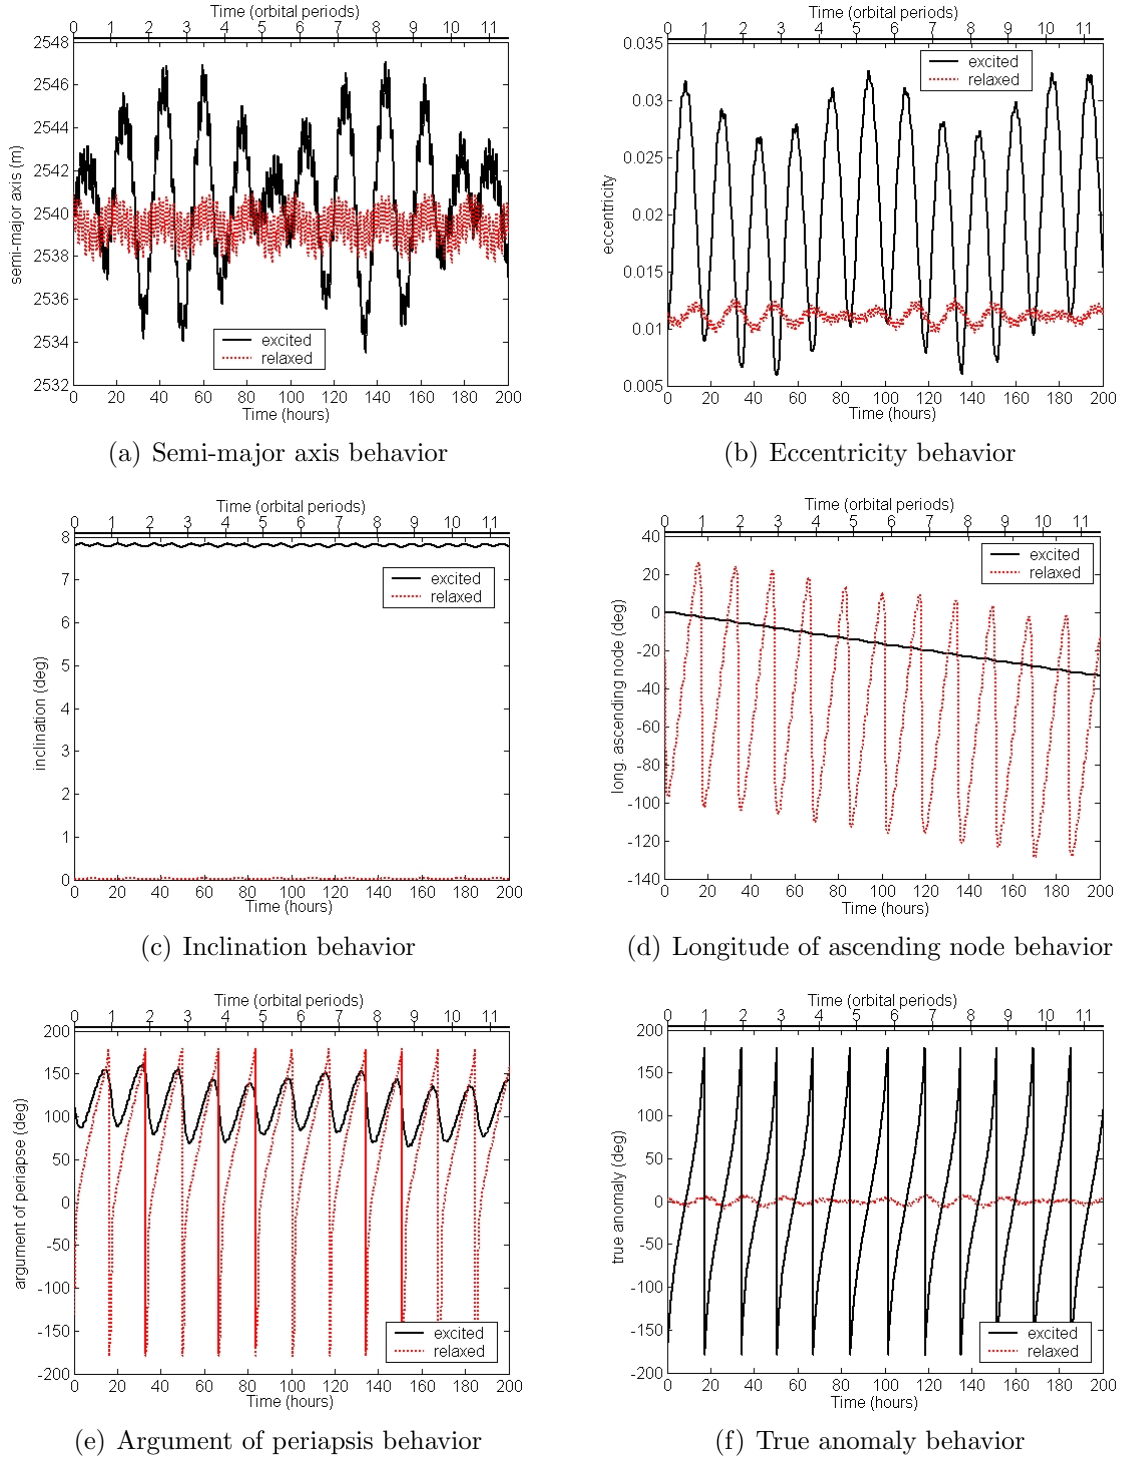 Time (orbital periods)
0 1 2 3 4 5 6 7 8 9 10 11
2548
2546
2544
2542
2540
2538
2536
2534
2532
semi-major axis (m)
excited
relaxed
0 20 40 60 80 100 120 140 160 180 200
Time (hours)
(a) Semi-major axis behavior
Time (orbital periods)
0 1 2 3 4 5 6 7 8 9 10 11
0.035
0.03
0.025
0.02
0.015
0.01
0.005
eccentricity
excited
relaxed
0 20 40 60 80 100 120 140 160 180 200
Time (hours)
(b) Eccentricity behavior
Time (orbital periods)
0 1 2 3 4 5 6 7 8 9 10 11
8
7
6
5
4
3
2
1
0
inclination (deg)
excited
relaxed
0 20 40 60 80 100 120 140 160 180 200
Time (hours)
(c) Inclination behavior
Time (orbital periods)
0 1 2 3 4 5 6 7 8 9 10 11
40
20
0
-20
-40
-60
-80
-100
-120
-140
long. ascending node (deg)
excited
relaxed
0 20 40 60 80 100 120 140 160 180 200
Time (hours)
(d) Longitude of ascending node behavior
Time (orbital periods)
0 1 2 3 4 5 6 7 8 9 10 11
200
150
100
50
0
-50
-100
-150
-200
argument of periapse (deg)
excited
relaxed
0 20 40 60 80 100 120 140 160 180 200
Time (hours)
(e) Argument of periapsis behavior
Time (orbital periods)
0 1 2 3 4 5 6 7 8 9 10 11
200
150
100
50
0
-50
-100
-150
-200
true anomaly (deg)
excited
relaxed
0 20 40 60 80 100 120 140 160 180 200
Time (hours)
(f) True anomaly behavior